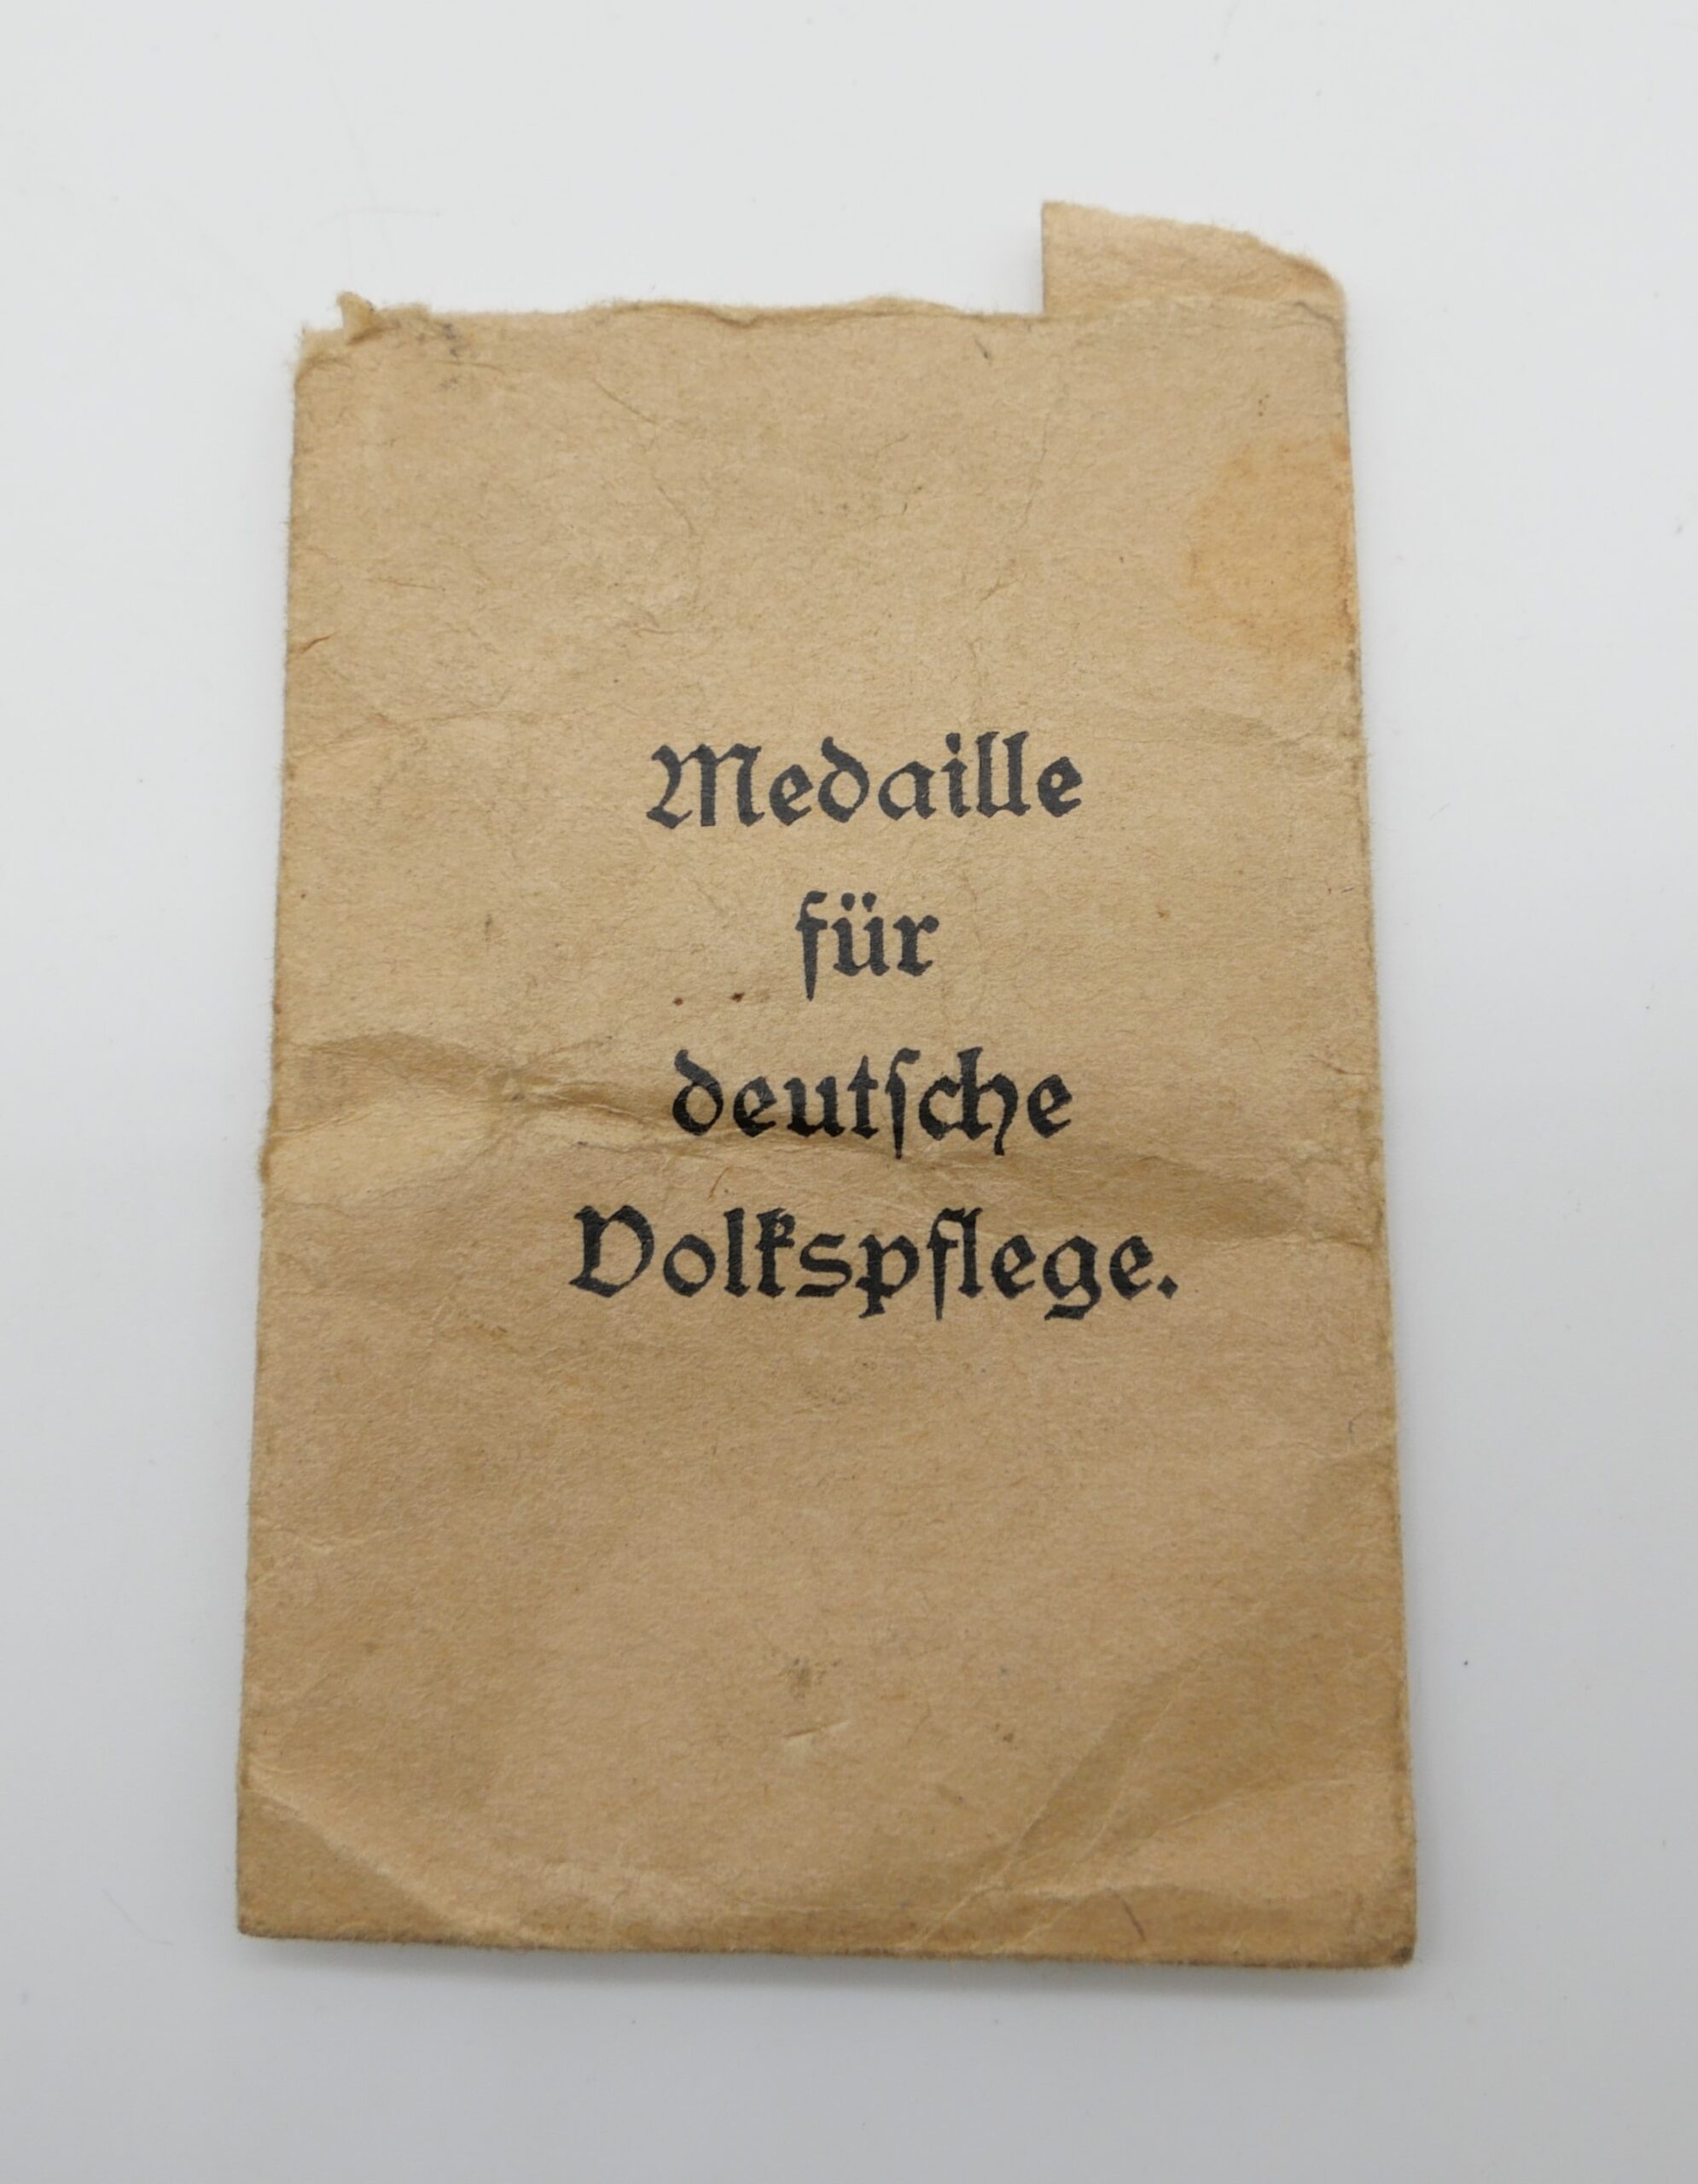 Medaille
für
deutſche
Volkspflege.